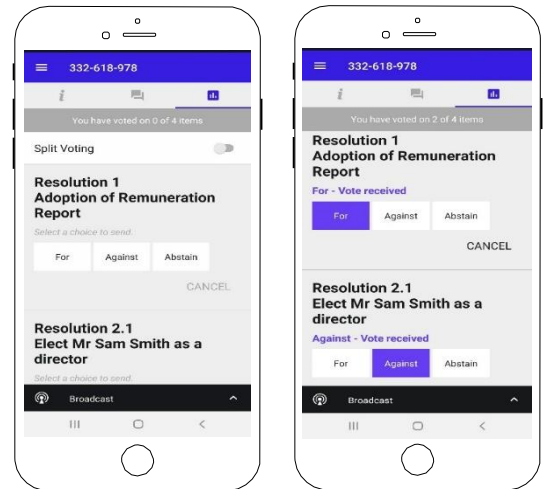 332-618-978
i
You have voted on 0 of 4 items
Split Voting
Resolution 1
Adoption of Remuneration
Report
Select a choice to send.
For Against Abstain
CANCEL
Resolution 2.1
Elect Mr Sam Smith as a
director
Select a choice to send.
Broadcast
332-618-978
i
You have voted on 2 of 4 items
Resolution 1
Adoption of Remuneration
Report
For - Vote received
For Against Abstain
CANCEL
Resolution 2.1
Elect Mr Sam Smith as a
director
Against - Vote received
For Against Abstain
Broadcast